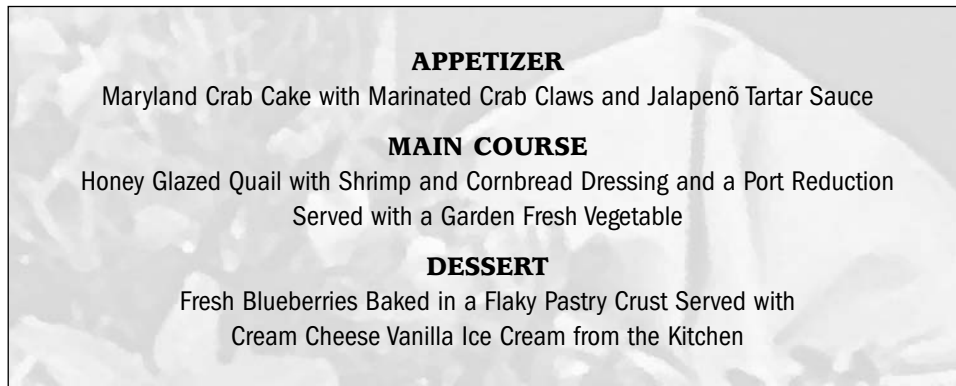 APPETIZER
Maryland Crab Cake with Marinated Crab Claws and Jalapenõ Tartar Sauce
MAIN COURSE
Honey Glazed Quail with Shrimp and Cornbread Dressing and a Port Reduction
Served with a Garden Fresh Vegetable
DESSERT
Fresh Blueberries Baked in a Flaky Pastry Crust Served with
Cream Cheese Vanilla Ice Cream from the Kitchen